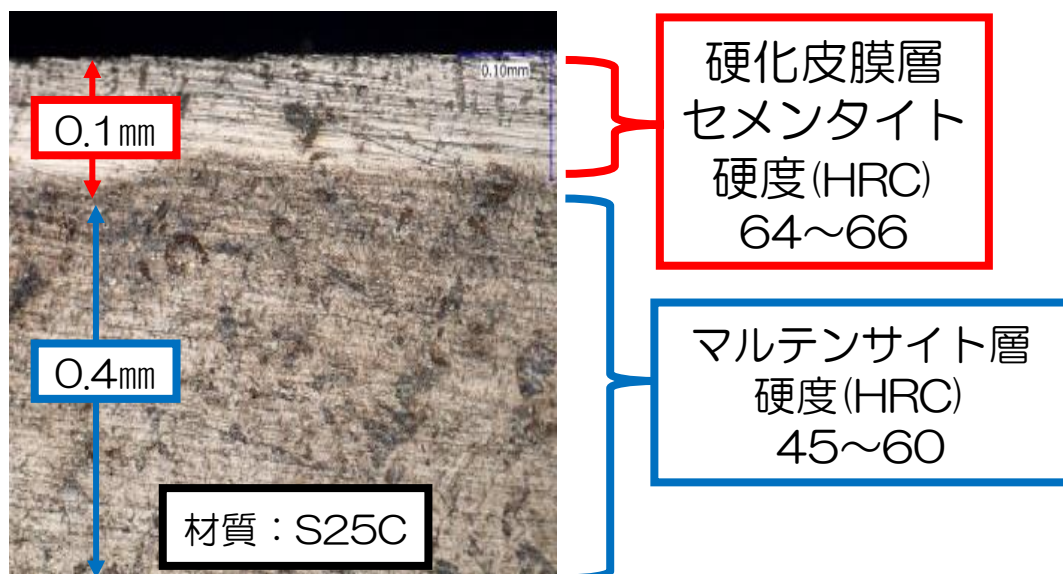 0.10mm
0.1㎜
0.4㎜
材質：S25C
硬化皮膜層
セメンタイト
硬度(HRC)
64～66
マルテンサイト層
硬度(HRC)
45～60